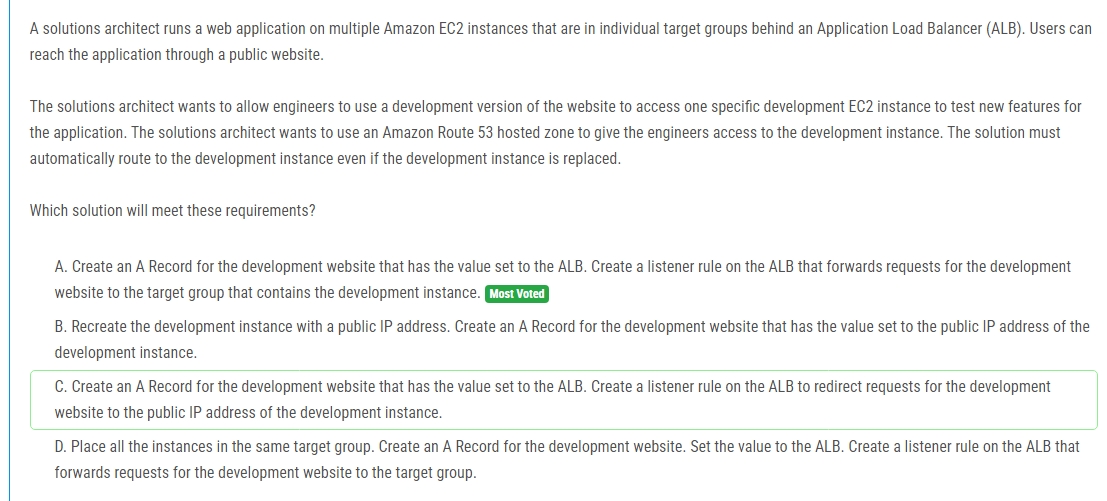 A solutions architect runs a web application on multiple Amazon EC2 instances that are in individual target groups behind an Application Load Balancer (ALB). Users can
reach the application through a public website.
The solutions architect wants to allow engineers to use a development version of the website to access one specific development EC2 instance to test new features for
the application. The solutions architect wants to use an Amazon Route 53 hosted zone to give the engineers access to the development instance. The solution must
automatically route to the development instance even if the development instance is replaced.
Which solution will meet these requirements?
A. Create an A Record for the development website that has the value set to the ALB. Create a listener rule on the ALB that forwards requests for the development
website to the target group that contains the development instance. Most Voted
B. Recreate the development instance with a public IP address. Create an A Record for the development website that has the value set to the public IP address of the
development instance.
C. Create an A Record for the development website that has the value set to the ALB. Create a listener rule on the ALB to redirect requests for the development
website to the public IP address of the development instance.
D. Place all the instances in the same target group. Create an A Record for the development website. Set the value to the ALB. Create a listener rule on the ALB that
forwards requests for the development website to the target group.